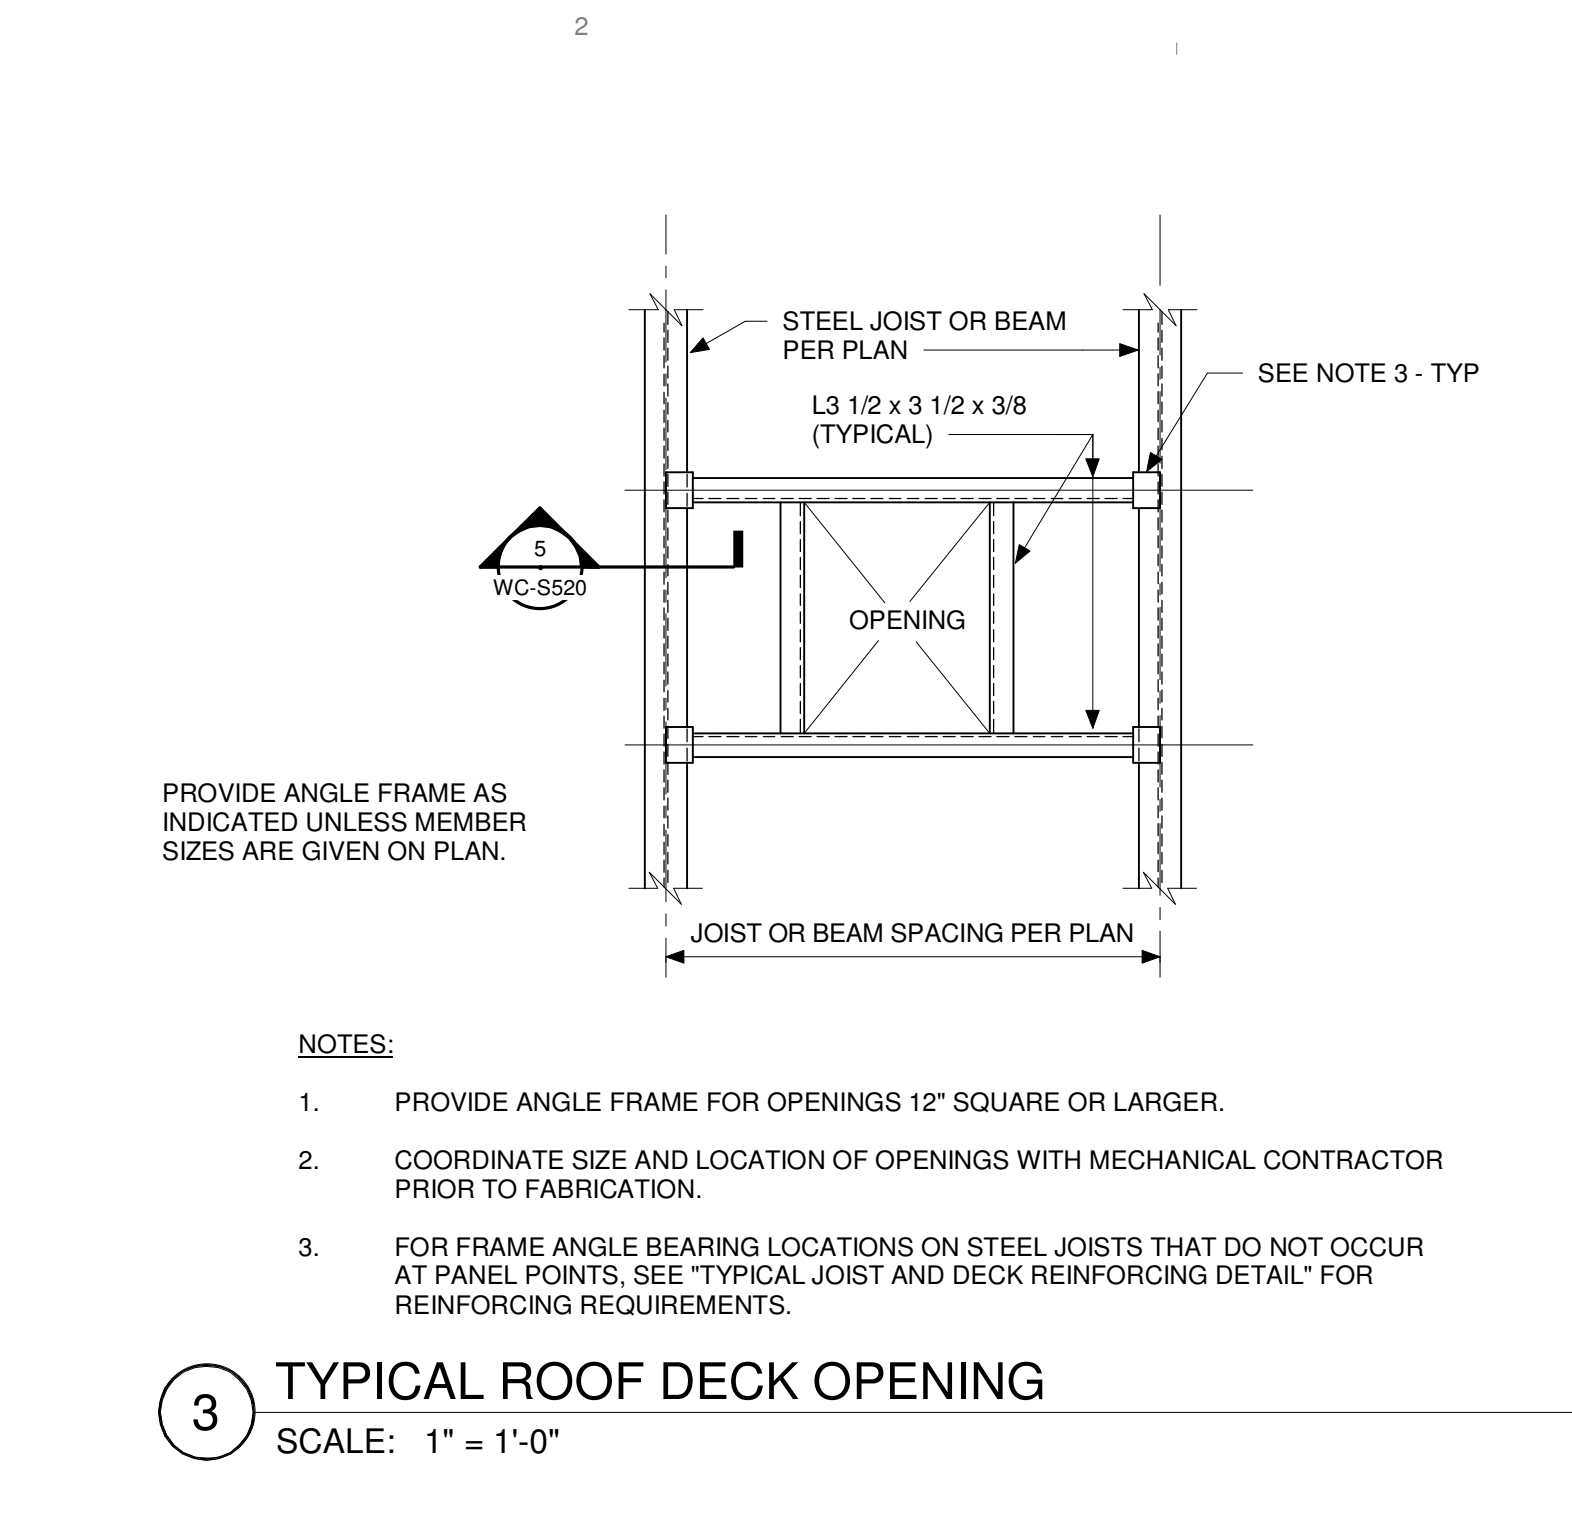 2
STEEL JOIST OR BEAM
PER PLAN
SEE NOTE 3 - TYP
L3 1/2 x 3 1/2 x 3/8
(TYPICAL)
5
WC-S520
OPENING
PROVIDE ANGLE FRAME AS
INDICATED UNLESS MEMBER
SIZES ARE GIVEN ON PLAN.
JOIST OR BEAM SPACING PER PLAN
NOTES:
1. PROVIDE ANGLE FRAME FOR OPENINGS 12" SQUARE OR LARGER.
2. COORDINATE SIZE AND LOCATION OF OPENINGS WITH MECHANICAL CONTRACTOR
PRIOR TO FABRICATION.
3. FOR FRAME ANGLE BEARING LOCATIONS ON STEEL JOISTS THAT DO NOT OCCUR
AT PANEL POINTS, SEE "TYPICAL JOIST AND DECK REINFORCING DETAIL" FOR
REINFORCING REQUIREMENTS.
3 TYPICAL ROOF DECK OPENING
SCALE: 1" = 1'-0"